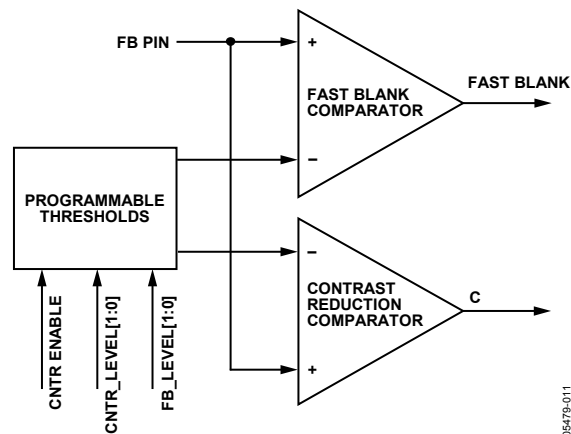 FB PIN
+
FAST BLANK
COMPARATOR
–
FAST BLANK
PROGRAMMABLE
THRESHOLDS
–
CONTRAST
REDUCTION
COMPARATOR
+
C
CNTR ENABLE
CNTR_LEVEL[1:0]
FB_LEVEL[1:0]
05479-011